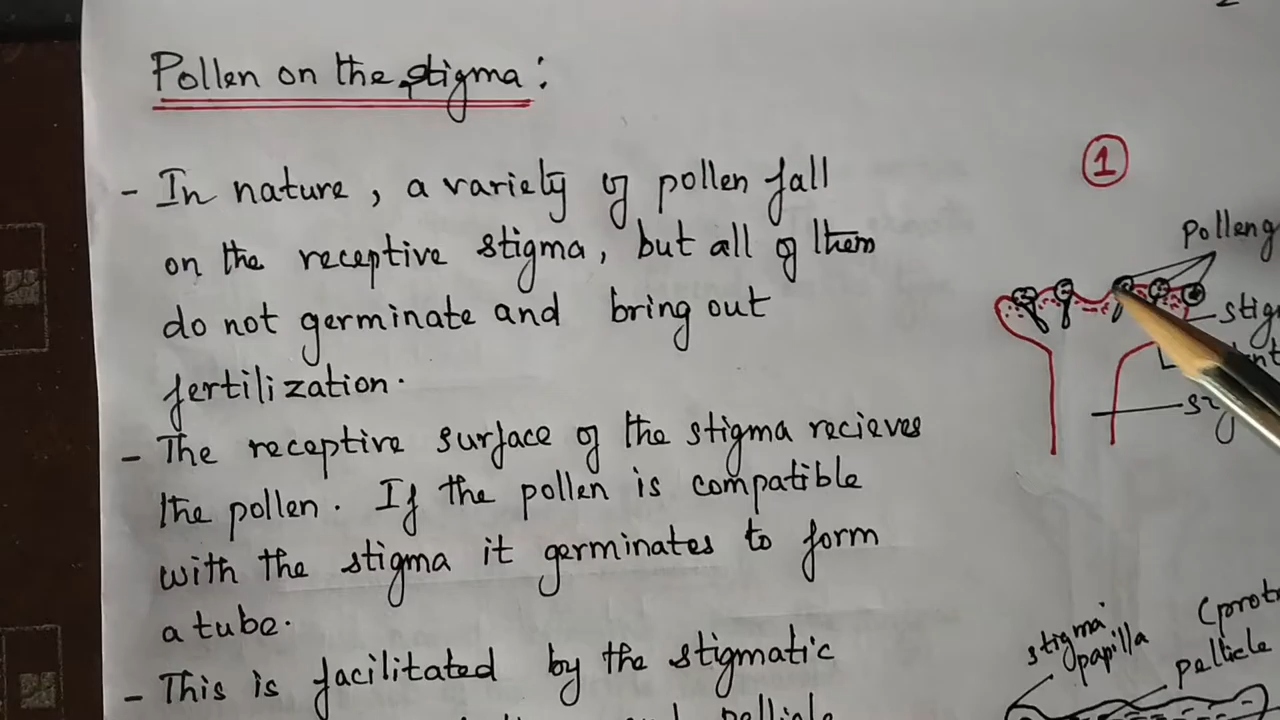 Pollen on the stigma :
- In nature, a variety of pollen fall
on the receptive stigma, but all of them
do not germinate and bring out
fertilization.
- The receptive surface of the stigma recieves
the pollen. If the pollen is compatible
with the stigma it germinates to form
a tube.
- This is facilitated by the stigmatic
and pellicle
1
Polleng
stig
stigma papilla
(prote
pellicle